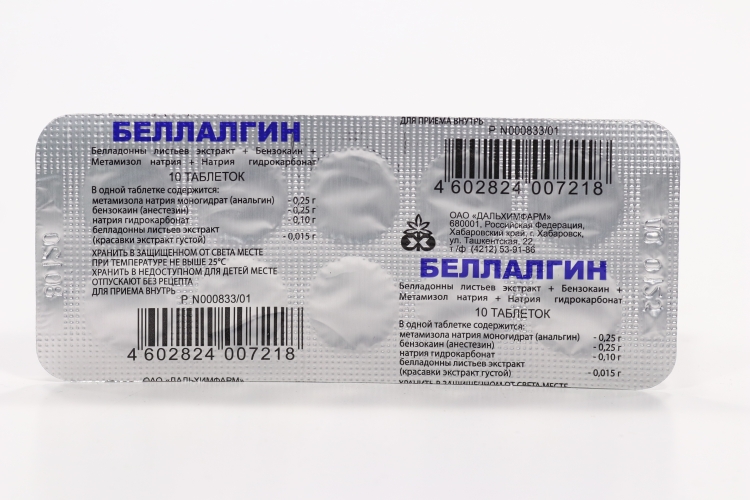 БЕЛЛАЛГИН
Белладонны листьев экстракт + Бензокаин +
Метамизол натрия + Натрия гидрокарбонат
10 ТАБЛЕТОК
В одной таблетке содержится:
метамизола натрия моногидрат (анальгин) - 0,25 г
бензокаин (анестезин) - 0,25 г
натрия гидрокарбонат - 0,10 г
белладонны листьев экстракт
(красавки экстракт густой) - 0,015 г
ХРАНИТЬ В ЗАЩИЩЕННОМ ОТ СВЕТА МЕСТЕ
ПРИ ТЕМПЕРАТУРЕ НЕ ВЫШЕ 25°С
ХРАНИТЬ В НЕДОСТУПНОМ ДЛЯ ДЕТЕЙ МЕСТЕ
ОТПУСКАЮТ БЕЗ РЕЦЕПТА
ДЛЯ ПРИЕМА ВНУТРЬ
Р N000833/01
4 602824 007218
ОАО «ДАЛЬХИМФАРМ»
ДЛЯ ПРИЕМА ВНУТРЬ
Р N000833/01
4 602824 007218
ОАО «ДАЛЬХИМФАРМ»
680001, Российская Федерация,
Хабаровский край, г. Хабаровск,
ул. Ташкентская, 22
т/ф (4212) 53-91-86
БЕЛЛАЛГИН
Белладонны листьев экстракт + Бензокаин +
Метамизол натрия + Натрия гидрокарбонат
10 ТАБЛЕТОК
В одной таблетке содержится:
метамизола натрия моногидрат (анальгин) - 0,25 г
бензокаин (анестезин) - 0,25 г
натрия гидрокарбонат - 0,10 г
белладонны листьев экстракт
(красавки экстракт густой) - 0,015 г
ХРАНИТЬ В ЗАЩИЩЕННОМ ОТ СВЕТА МЕСТЕ